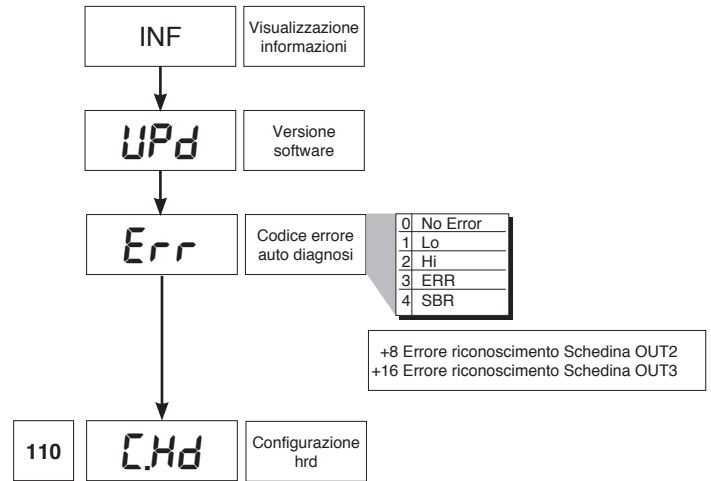 INF
Visualizzazione
informazioni
UPd
Versione
software
Err
Codice errore
auto diagnosi
0 No Error
1 Lo
2 Hi
3 ERR
4 SBR
+8 Errore riconoscimento Schedina OUT2
+16 Errore riconoscimento Schedina OUT3
110
C.Hd
Configurazione
hrd